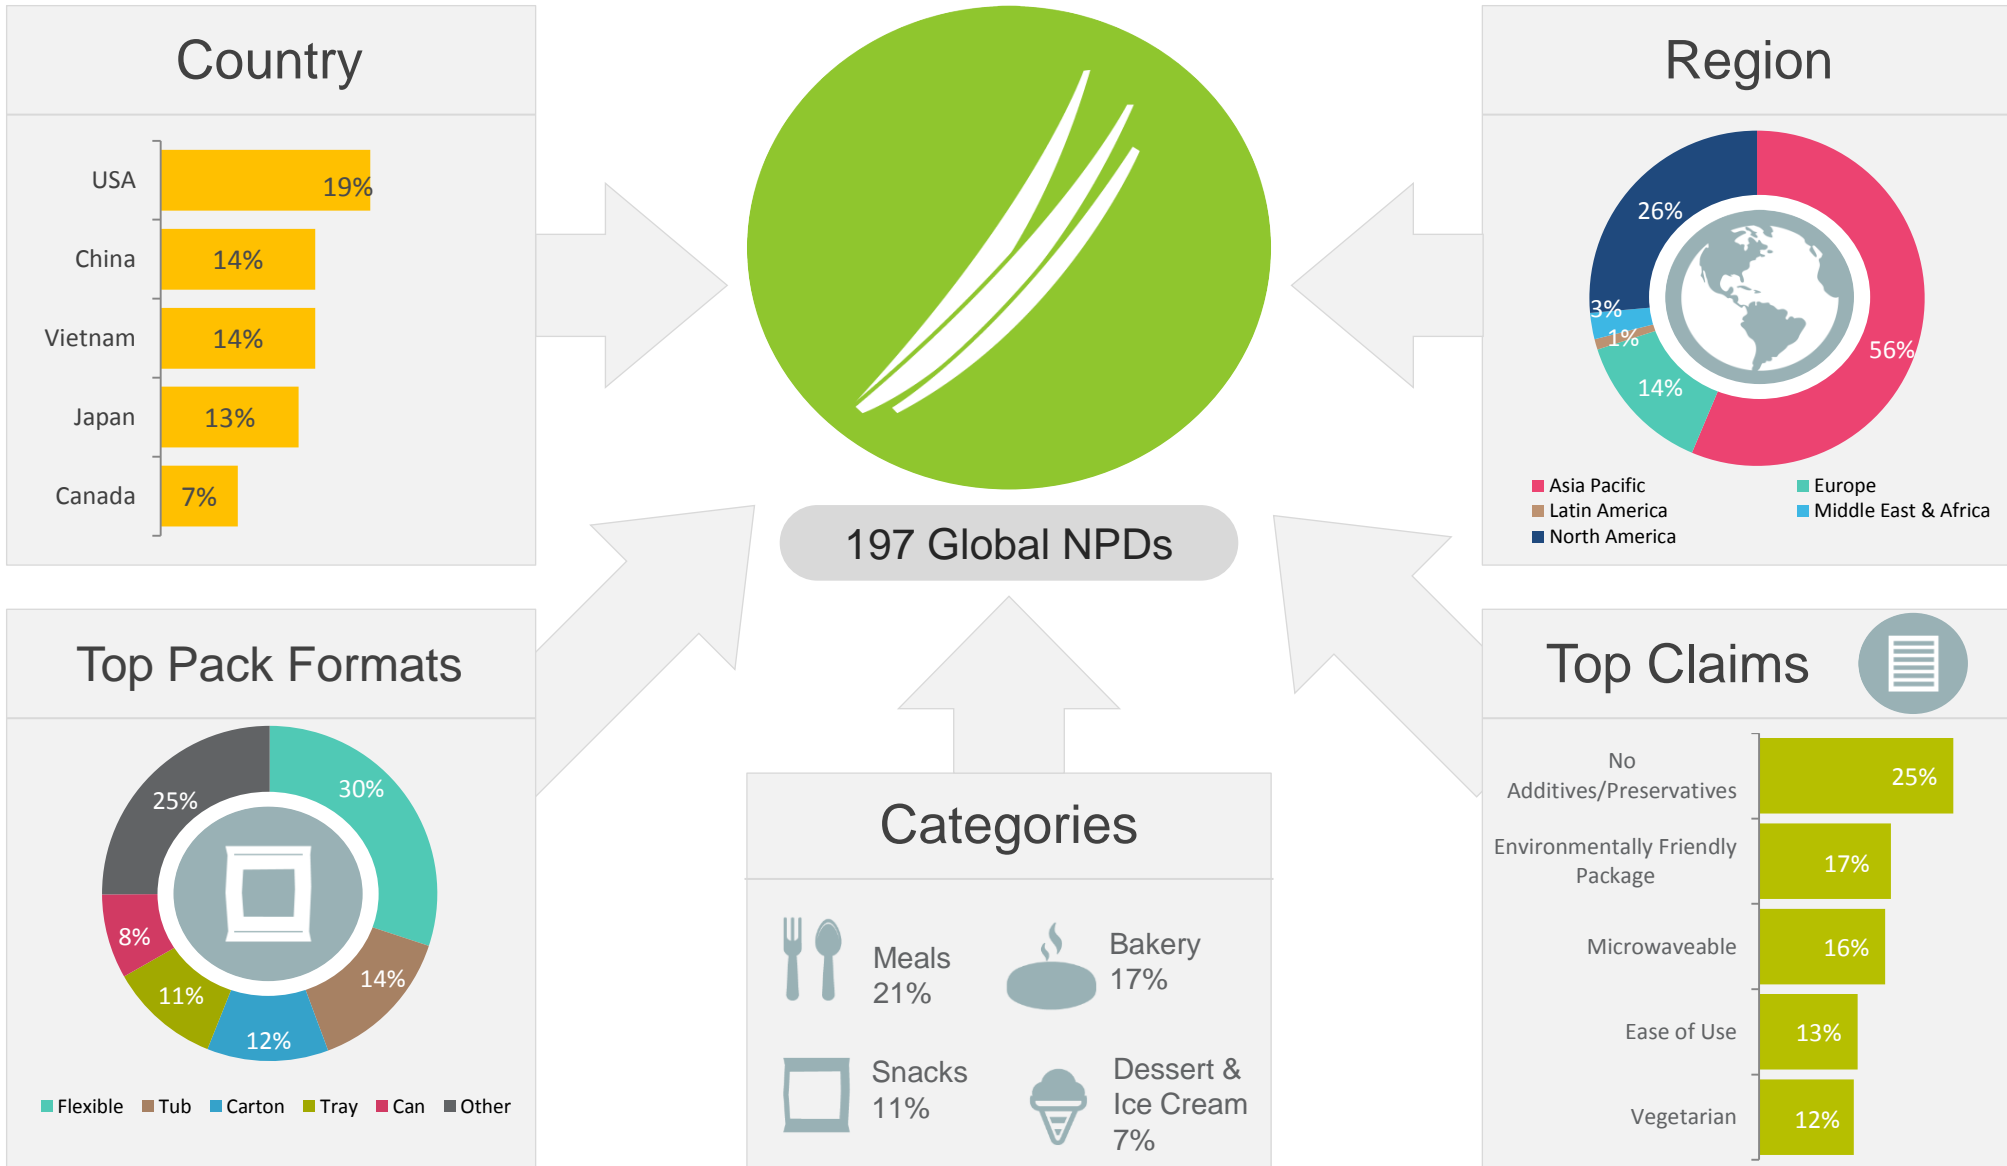 Country
USA
19%
China
14%
Vietnam
14%
Japan
13%
Canada
7%
197 Global NPDs
Region
26%
3%
1%
14%
56%
Asia Pacific
Europe
Latin America
Middle East & Africa
North America
Top Pack Formats
25%
30%
8%
14%
11%
12%
Flexible
Tub
Carton
Tray
Can
Other
Categories
Meals
21%
Bakery
17%
Snacks
11%
Dessert &
Ice Cream
7%
Top Claims
No
Additives/Preservatives
25%
Environmentally Friendly
Package
17%
Microwaveable
16%
Ease of Use
13%
Vegetarian
12%